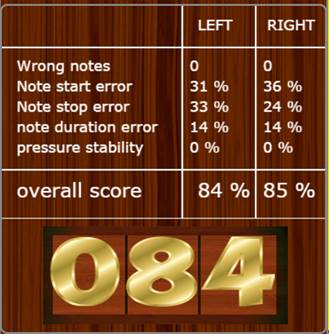 LEFT RIGHT
Wrong notes 0 0
Note start error 31 % 36 %
Note stop error 33 % 24 %
note duration error 14 % 14 %
pressure stability 0 % 0 %
overall score 84 % 85 %
084